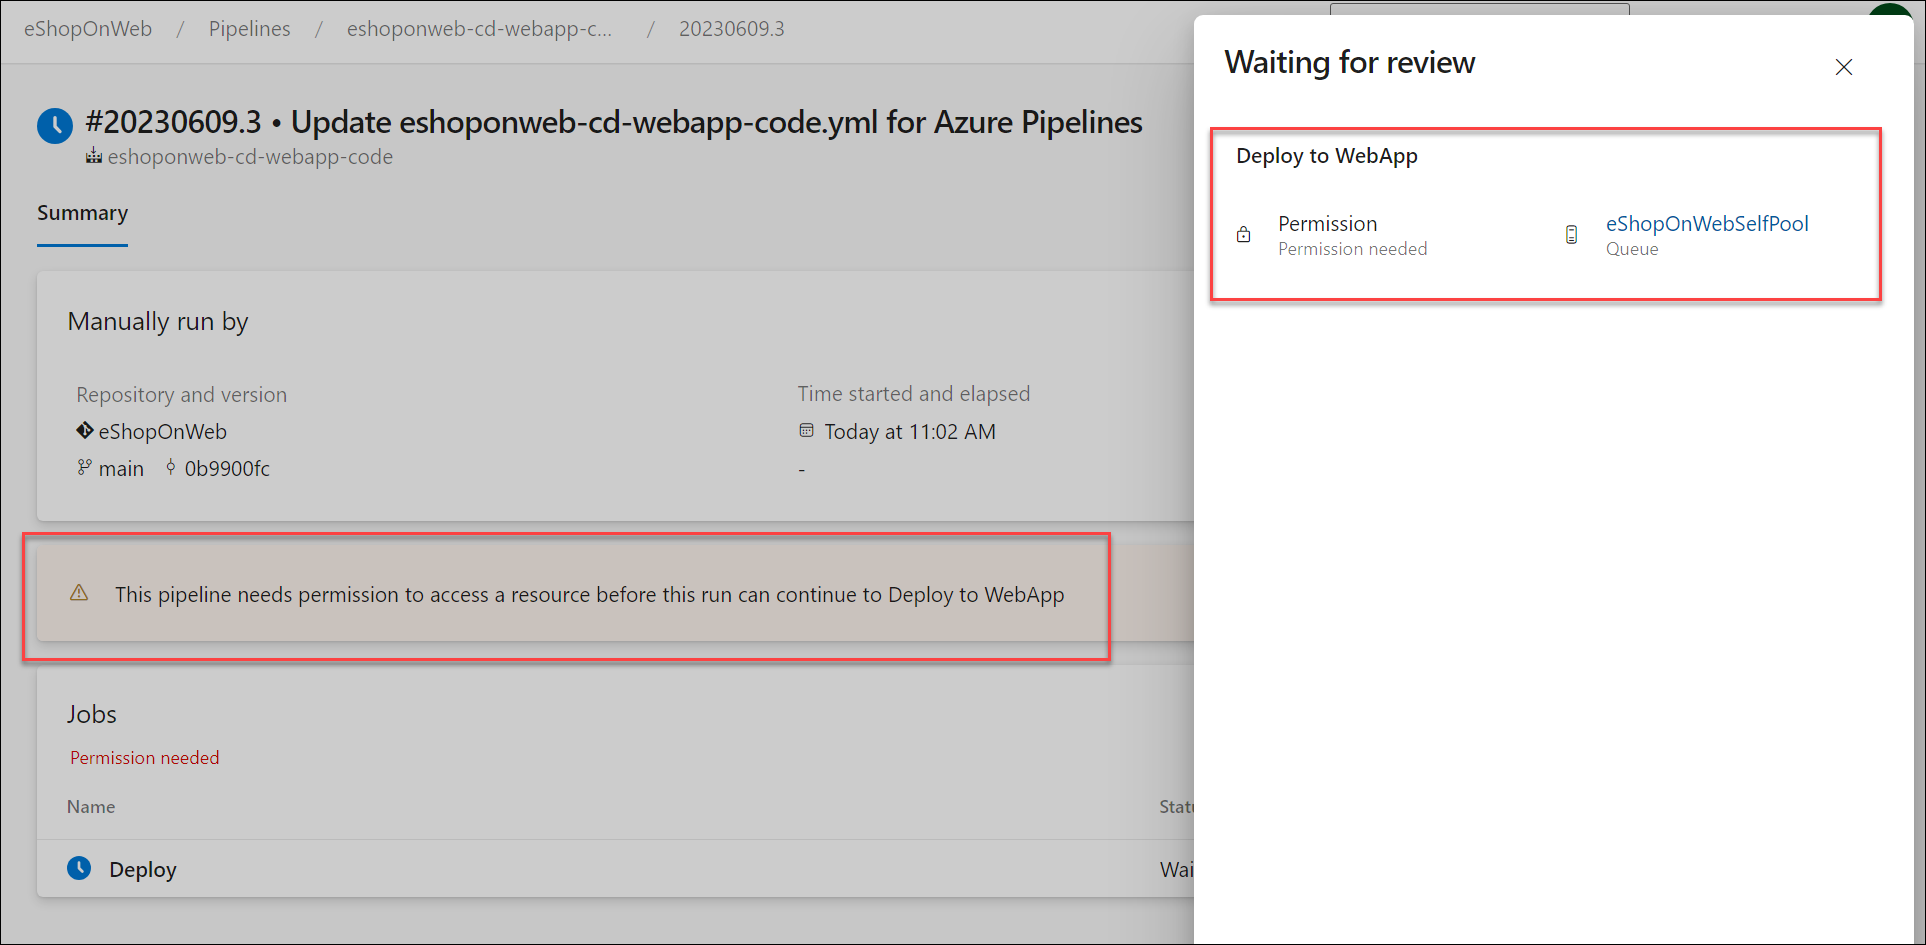 eShopOnWeb / Pipelines / eshoponweb-cd-webapp-c... / 20230609.3
#20230609.3 • Update eshoponweb-cd-webapp-code.yml for Azure Pipelines
eshoponweb-cd-webapp-code
Summary
Manually run by
Repository and version
eShopOnWeb
main 0b9900fc
Time started and elapsed
Today at 11:02 AM
-
This pipeline needs permission to access a resource before this run can continue to Deploy to WebApp
Jobs
Permission needed
Name Statu
Deploy Wai
Waiting for review
Deploy to WebApp
Permission
Permission needed
eShopOnWebSelfPool
Queue